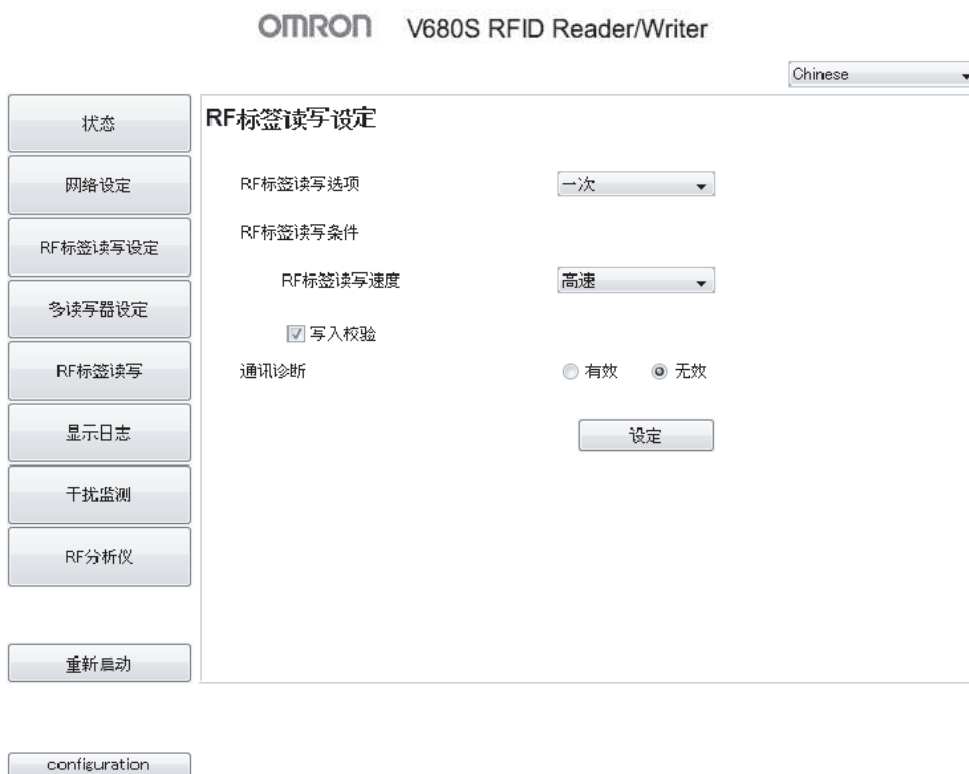 OMRON V680S RFID Reader/Writer
Chinese
状态
网络设定
RF标签读写设定
多读写器设定
RF标签读写
显示日志
干扰监测
RF分析仪
重新启动
configuration
RF标签读写设定
RF标签读写选项 一次
RF标签读写条件
RF标签读写速度 高速
写入校验
通讯诊断 有效 无效
设定